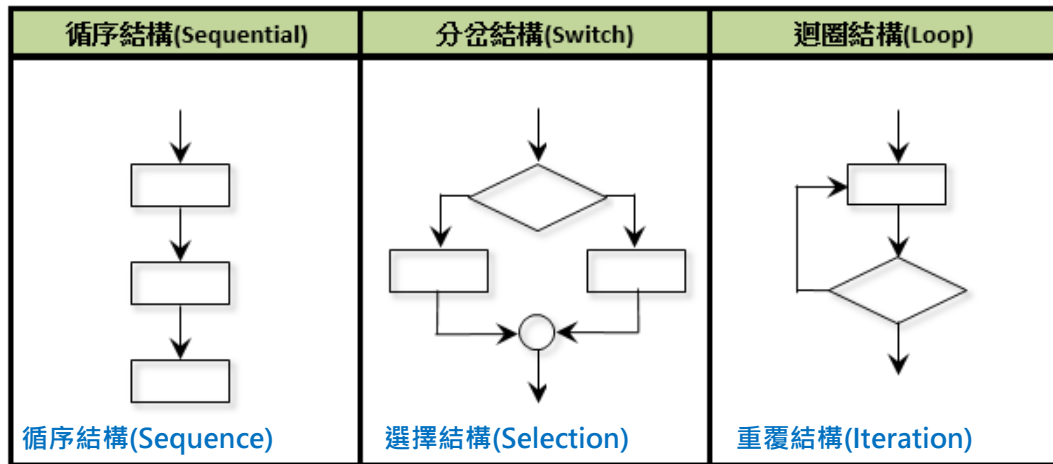 循序結構(Sequential)
分岔結構(Switch)
迴圈結構(Loop)
循序結構(Sequence)
選擇結構(Selection)
重覆結構(Iteration)